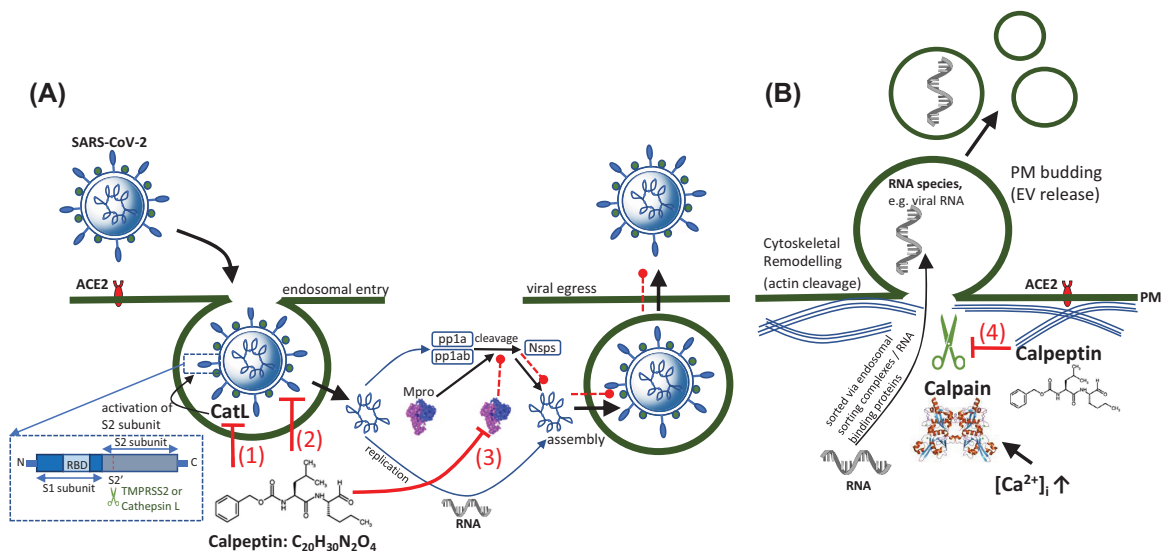 (A)
SARS-CoV-2
ACE2
endosomal entry
CatL
activation of
S2 subunit
S2 subunit
N
RBD
C
S1 subunit
S2'
TMPRSS2 or
Cathepsin L
(1)
(2)
Calpeptin: C20H30N2O4
O
O
N
H
O
H
N
O
H
pp1a
pp1ab
cleavage
Nsps
Mpro
(3)
replication
RNA
assembly
viral egress
(B)
RNA species,
e.g. viral RNA
PM budding
(EV release)
Cytoskeletal
Remodelling
(actin cleavage)
ACE2
PM
(4)
Calpeptin
Calpain
sorted via endosomal
sorting complexes / RNA
binding proteins
RNA
[Ca2+]i ↑